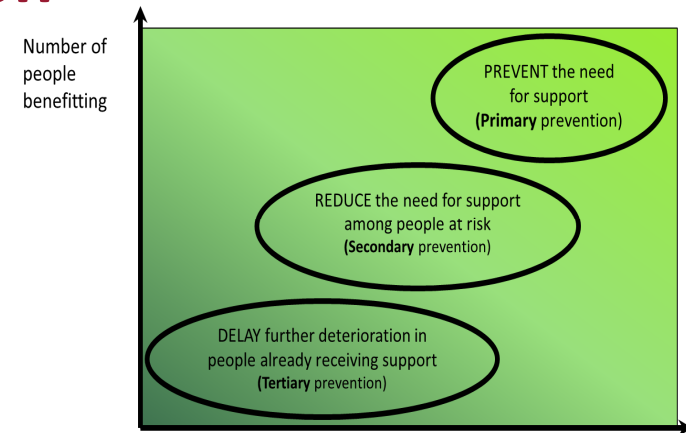 Number of
people
benefitting
PREVENT the need
for support
(Primary prevention)
REDUCE the need for support
among people at risk
(Secondary prevention)
DELAY further deterioration in
people already receiving support
(Tertiary prevention)